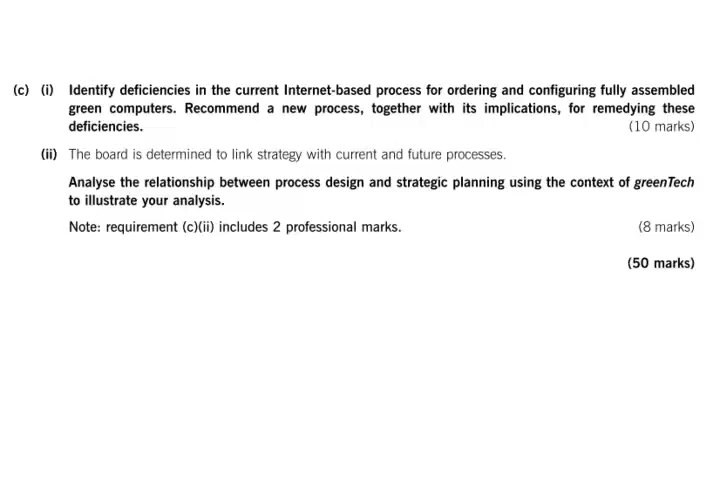 (c) (i) Identify deficiencies in the current Internet-based process for ordering and configuring fully assembled
green computers. Recommend a new process, together with its implications, for remedying these
deficiencies. (10 marks)
(ii) The board is determined to link strategy with current and future processes.
Analyse the relationship between process design and strategic planning using the context of greenTech
to illustrate your analysis.
Note: requirement (c)(ii) includes 2 professional marks. (8 marks)
(50 marks)